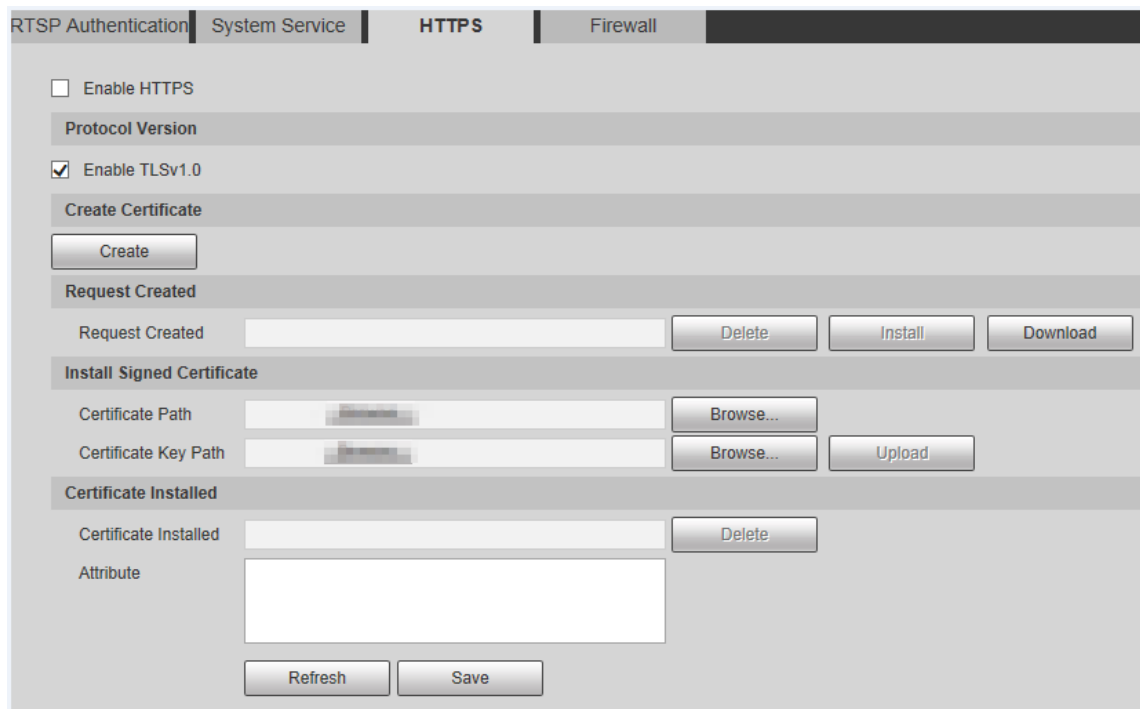 RTSP Authentication System Service HTTPS Firewall
Enable HTTPS
Protocol Version
Enable TLSv1.0
Create Certificate
Create
Request Created
Request Created Delete Install Download
Install Signed Certificate
Certificate Path Browse...
Certificate Key Path Browse... Upload
Certificate Installed
Certificate Installed Delete
Attribute
Refresh Save